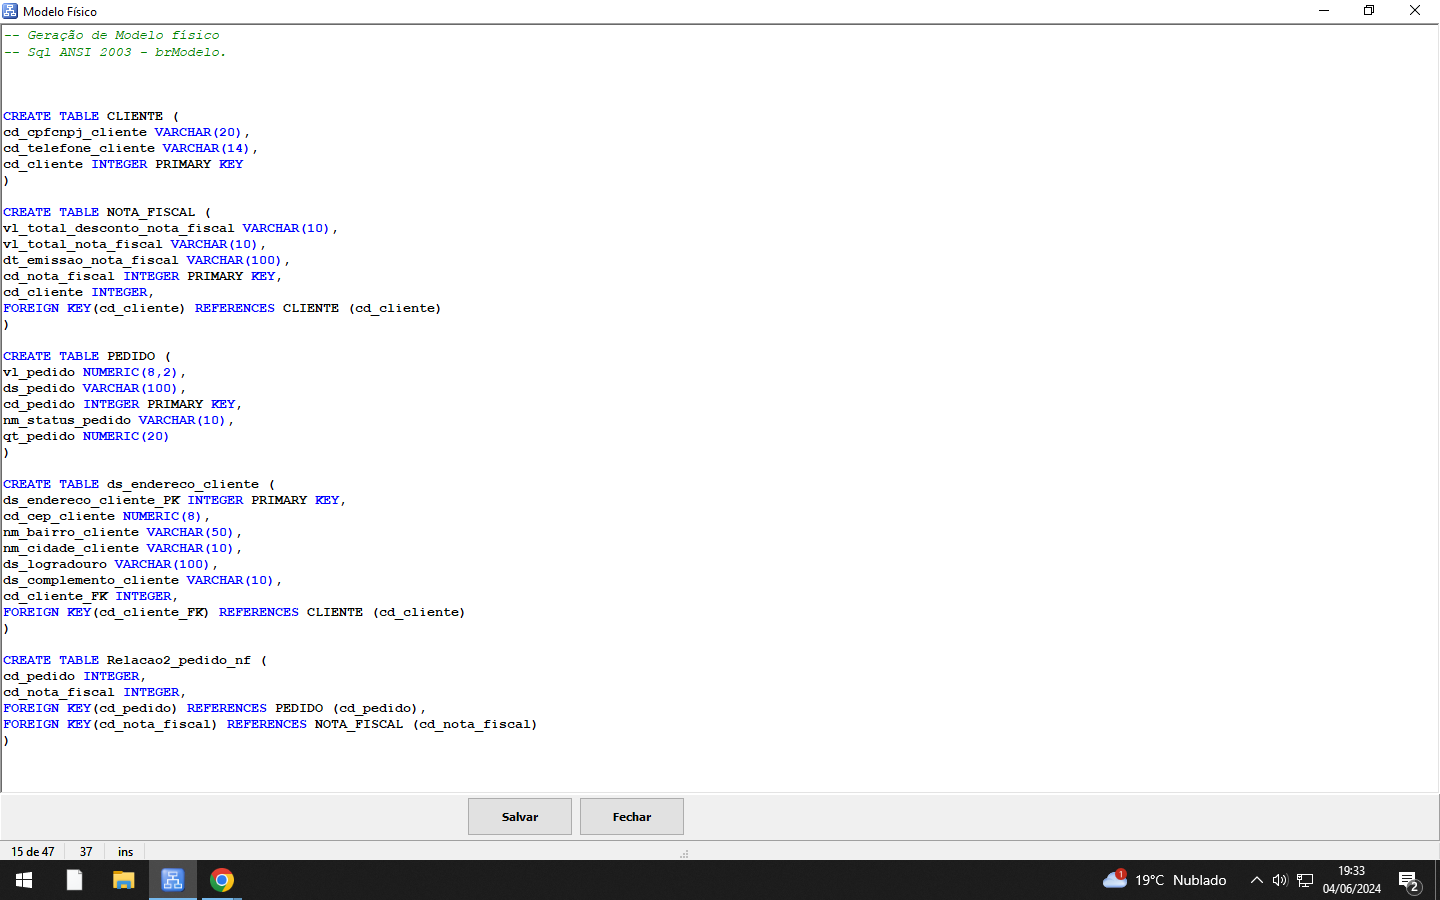 Modelo Físico
-- Geração de Modelo físico
-- Sql ANSI 2003 - brModelo.
CREATE TABLE CLIENTE (
cd_cpfcnpj_cliente VARCHAR(20),
cd_telefone_cliente VARCHAR(14),
cd_cliente INTEGER PRIMARY KEY
)
CREATE TABLE NOTA_FISCAL (
vl_total_desconto_nota_fiscal VARCHAR(10),
vl_total_nota_fiscal VARCHAR(10),
dt_emissao_nota_fiscal VARCHAR(100),
cd_nota_fiscal INTEGER PRIMARY KEY,
cd_cliente INTEGER,
FOREIGN KEY(cd_cliente) REFERENCES CLIENTE (cd_cliente)
)
CREATE TABLE PEDIDO (
vl_pedido NUMERIC(8,2),
ds_pedido VARCHAR(100),
cd_pedido INTEGER PRIMARY KEY,
nm_status_pedido VARCHAR(10),
qt_pedido NUMERIC(20)
)
CREATE TABLE ds_endereco_cliente (
ds_endereco_cliente_PK INTEGER PRIMARY KEY,
cd_cep_cliente NUMERIC(8),
nm_bairro_cliente VARCHAR(50),
nm_cidade_cliente VARCHAR(10),
ds_logradouro VARCHAR(100),
ds_complemento_cliente VARCHAR(10),
cd_cliente_FK INTEGER,
FOREIGN KEY(cd_cliente_FK) REFERENCES CLIENTE (cd_cliente)
)
CREATE TABLE Relacao2_pedido_nf (
cd_pedido INTEGER,
cd_nota_fiscal INTEGER,
FOREIGN KEY(cd_pedido) REFERENCES PEDIDO (cd_pedido),
FOREIGN KEY(cd_nota_fiscal) REFERENCES NOTA_FISCAL (cd_nota_fiscal)
)
Salvar Fechar
15 de 47 37 ins
1 19°C Nublado 19:33
04/06/2024 2